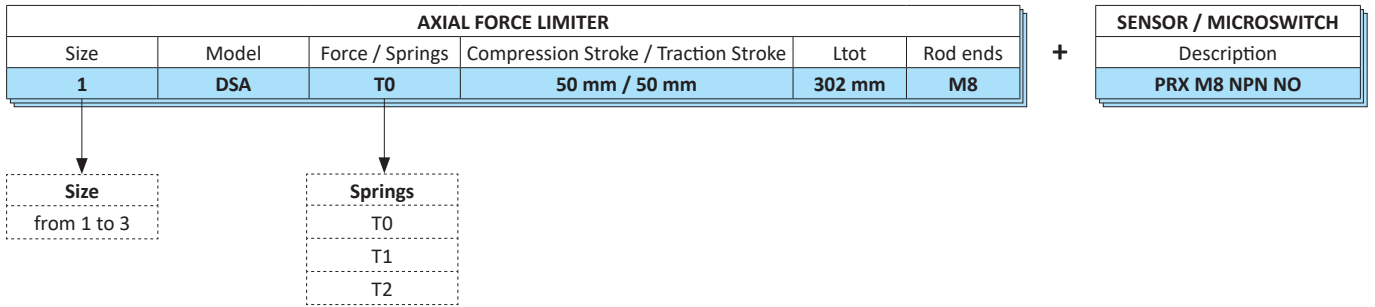 AXIAL FORCE LIMITER
Size Model Force / Springs Compression Stroke / Traction Stroke Ltot Rod ends
1 DSA T0 50 mm / 50 mm 302 mm M8
+
SENSOR / MICROSWITCH
Description
PRX M8 NPN NO
Size
from 1 to 3
Springs
T0
T1
T2